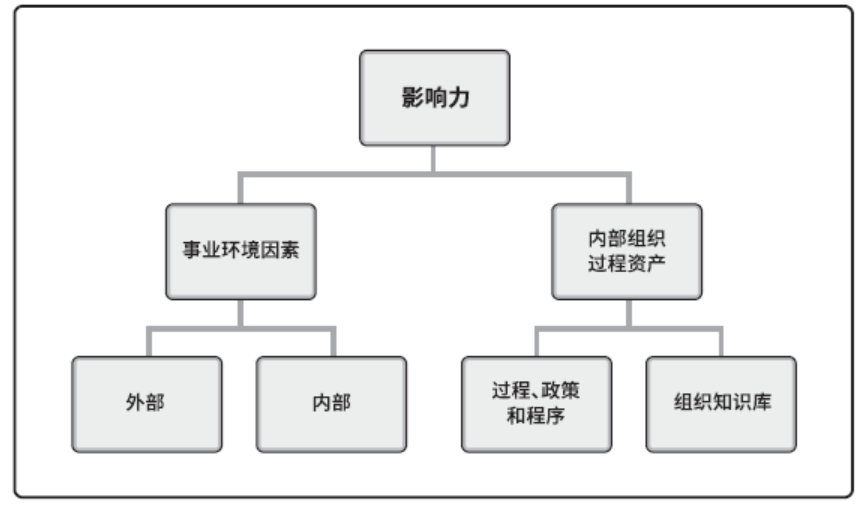 影响力
事业环境因素
内部组织
过程资产
外部
内部
过程、政策
和程序
组织知识库